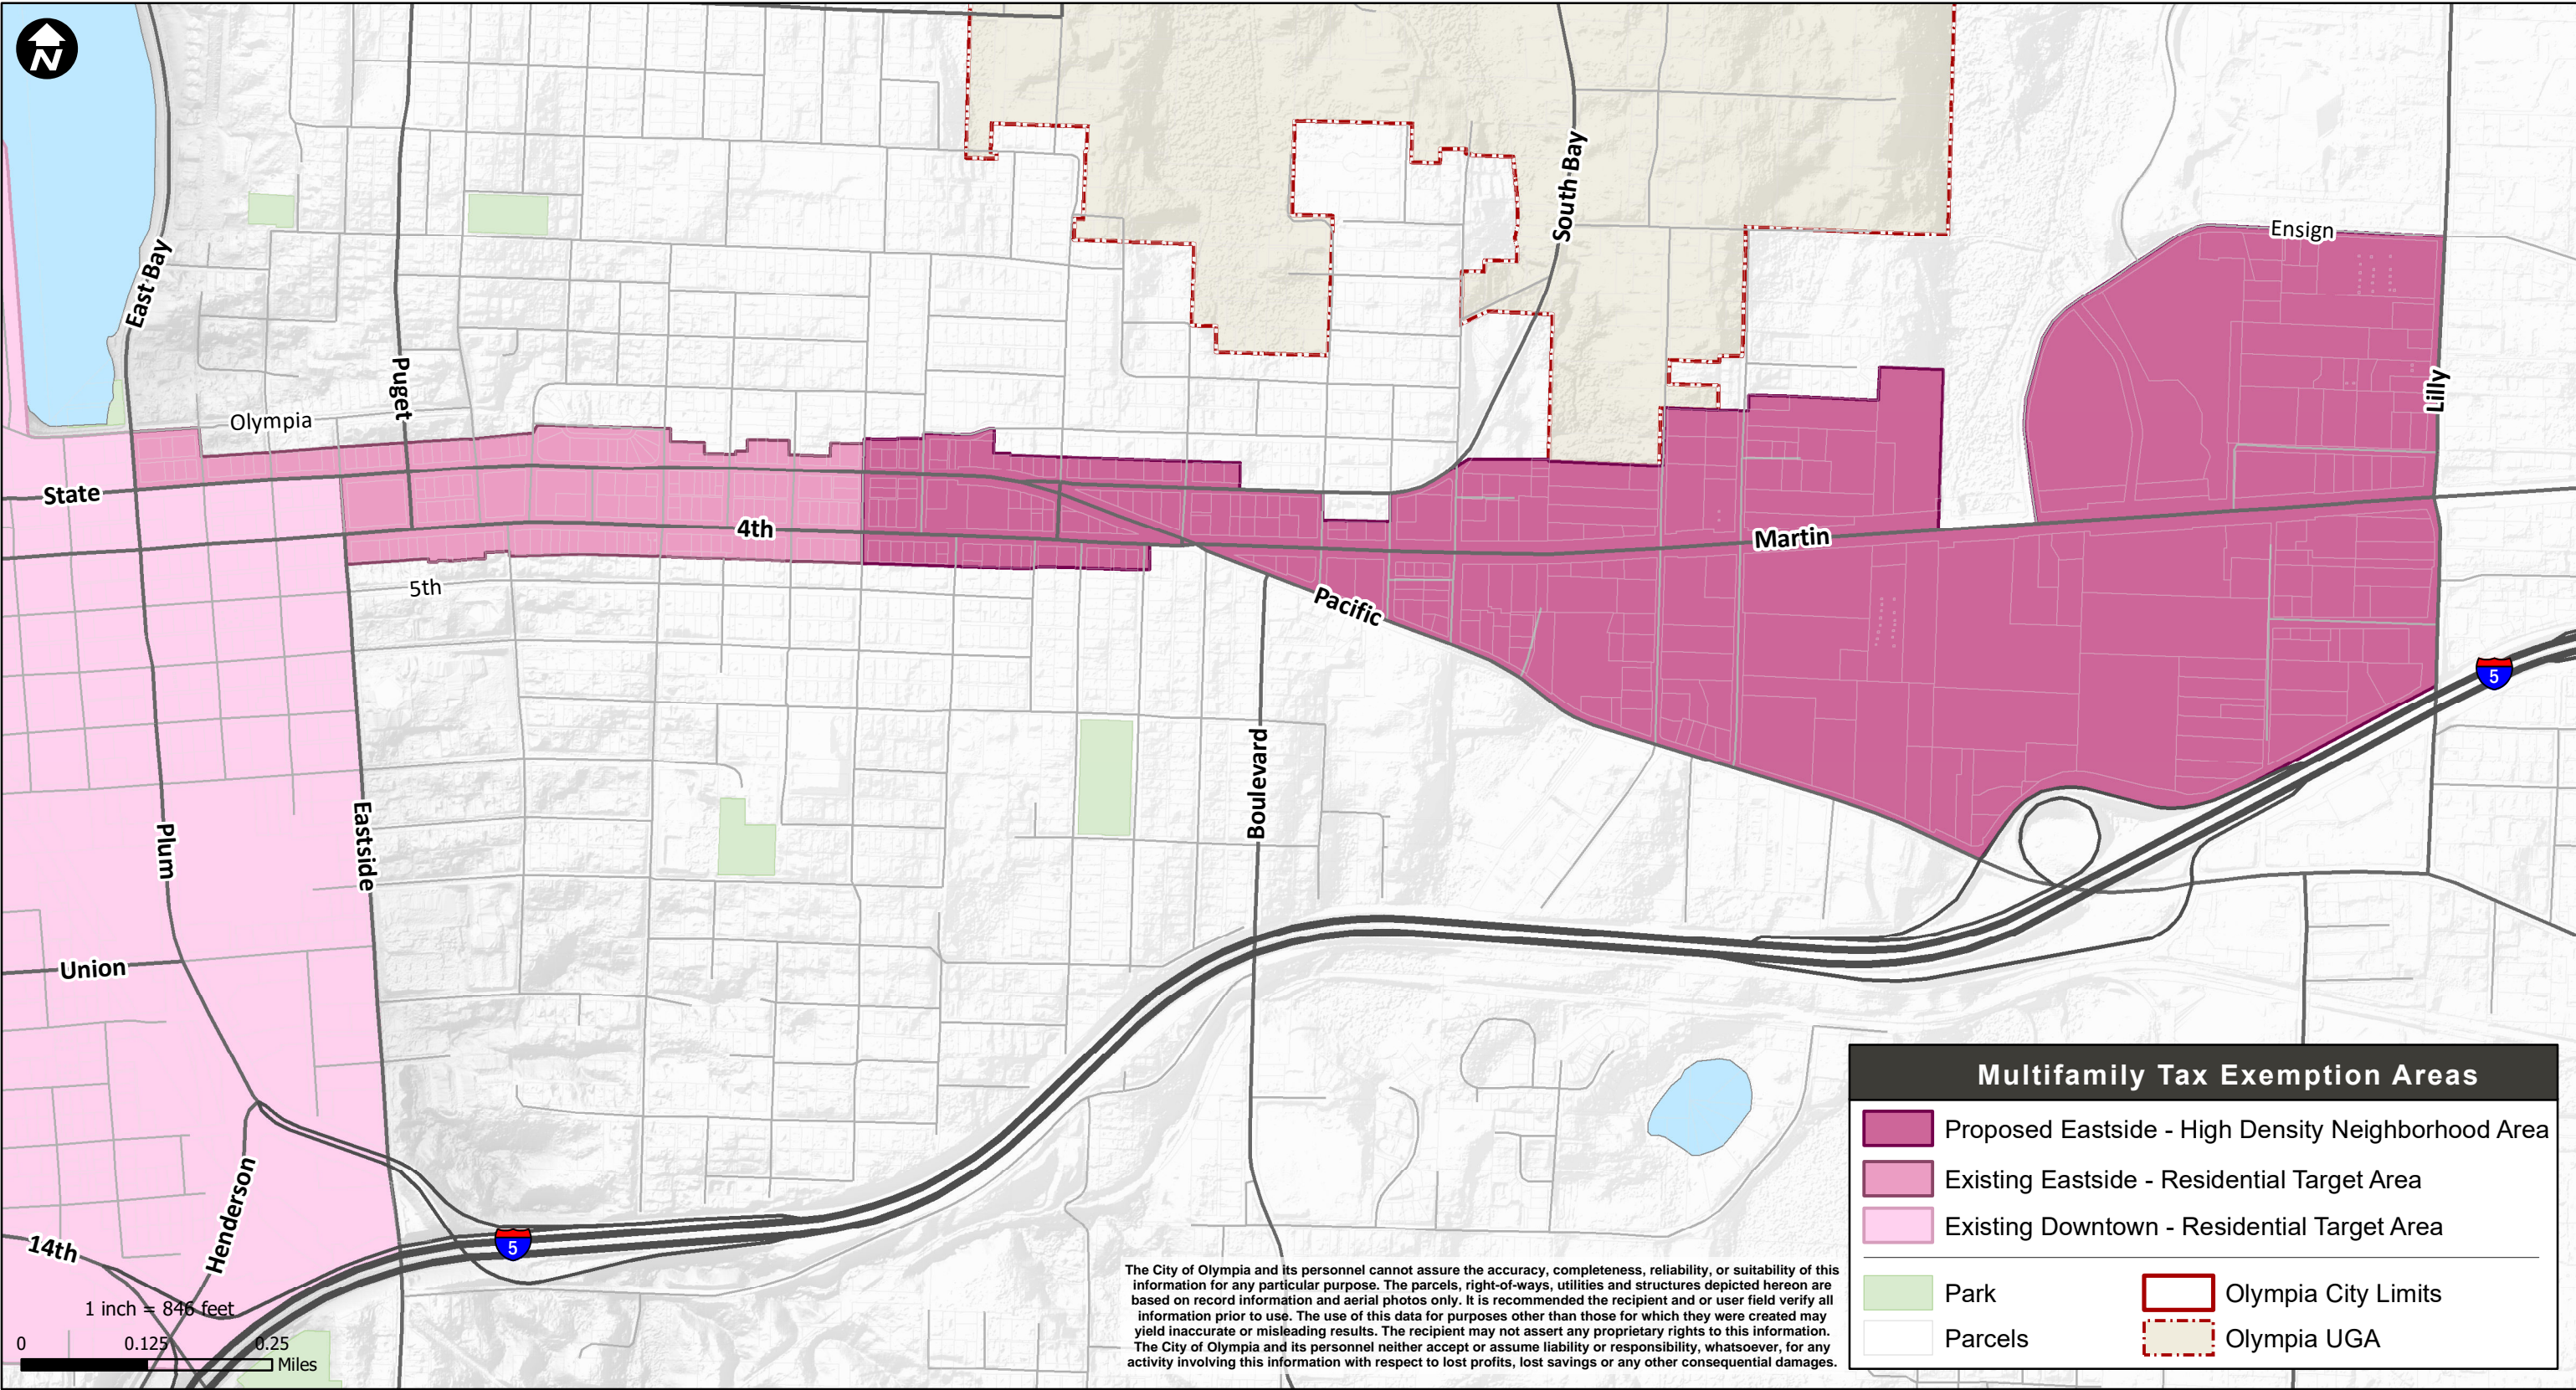 N
Ensign
South Bay
East Bay
Puget
Lilly
Olympia
State
4th
Martin
5th
Pacific
5
Boulevard
Plum
Eastside
Union
Henderson
14th
5
1 inch = 846 feet
0 0.125 0.25
Miles
The City of Olympia and its personnel cannot assure the accuracy, completeness, reliability, or suitability of this
information for any particular purpose. The parcels, right-of-ways, utilities and structures depicted hereon are
based on record information and aerial photos only. It is recommended the recipient and or user field verify all
information prior to use. The use of this data for purposes other than those for which they were created may
yield inaccurate or misleading results. The recipient may not assert any proprietary rights to this information.
The City of Olympia and its personnel neither accept or assume liability or responsibility, whatsoever, for any
activity involving this information with respect to lost profits, lost savings or any other consequential damages.
Multifamily Tax Exemption Areas
Proposed Eastside - High Density Neighborhood Area
Existing Eastside - Residential Target Area
Existing Downtown - Residential Target Area
Park
Olympia City Limits
Parcels
Olympia UGA